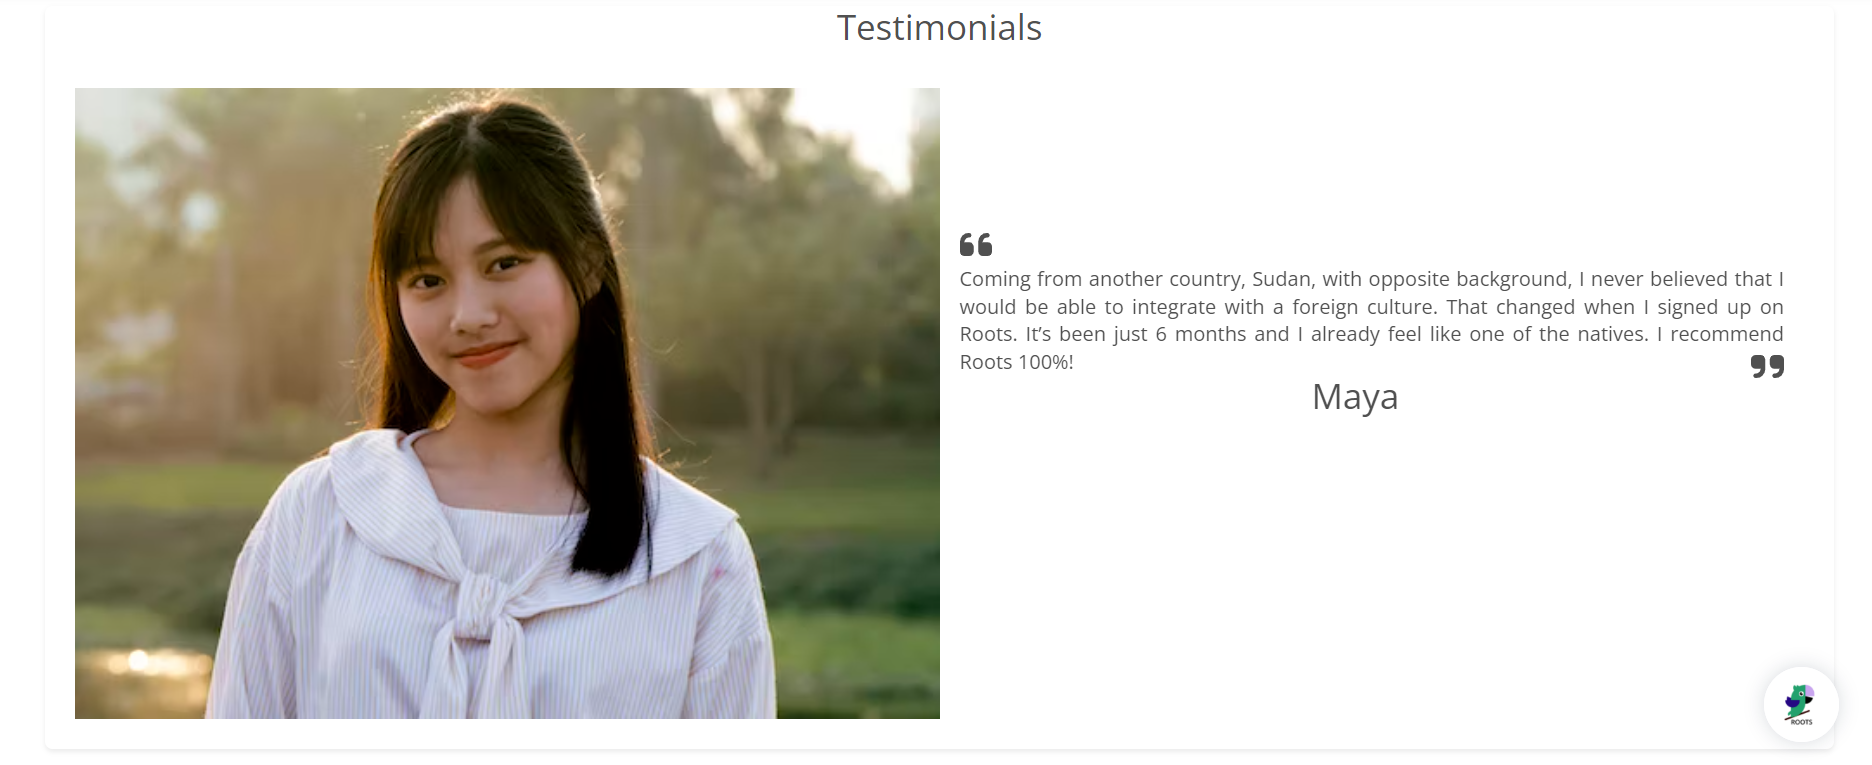 Testimonials
Coming from another country, Sudan, with opposite background, I never believed that I
would be able to integrate with a foreign culture. That changed when I signed up on
Roots. It’s been just 6 months and I already feel like one of the natives. I recommend
Roots 100%!
Maya
ROOTS